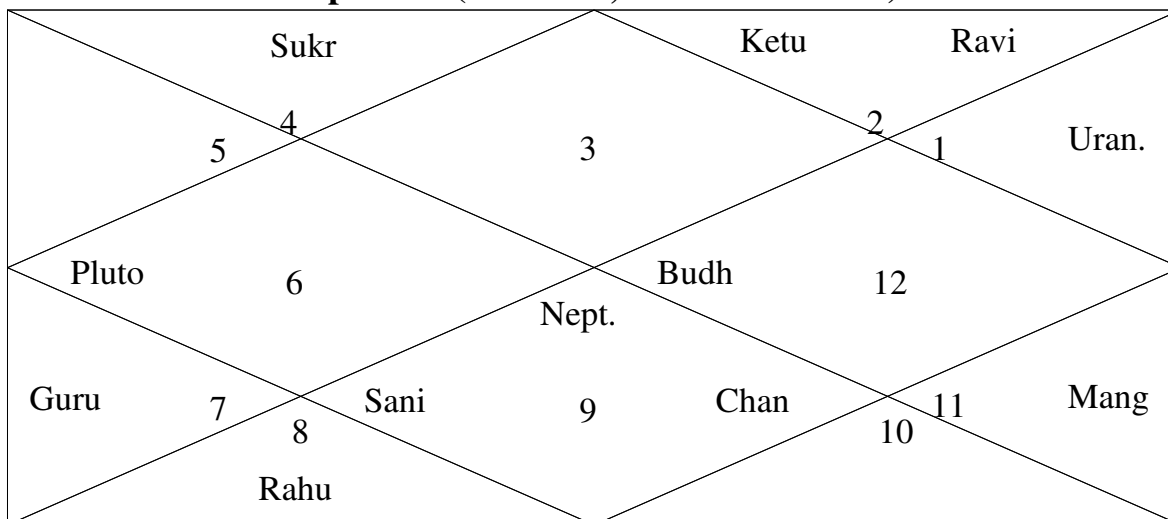 Sukr Ketu Ravi
4 2
5 3 1 Uran.
Pluto 6 Budh 12
Nept.
Guru 7 Sani 9 Chan 11 Mang
8 10
Rahu